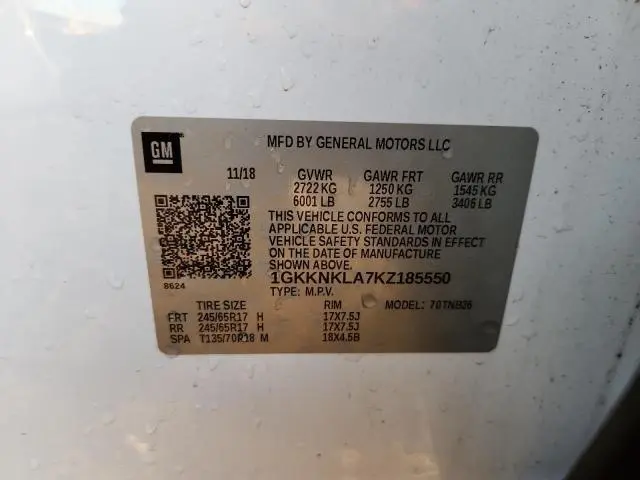 GM
MFD BY GENERAL MOTORS LLC
11/18 GVWR GAWR FRT GAWR RR
2722 KG 1250 KG 1545 KG
6001 LB 2755 LB 3406 LB
THIS VEHICLE CONFORMS TO ALL
APPLICABLE U.S. FEDERAL MOTOR
VEHICLE SAFETY STANDARDS IN EFFECT
ON THE DATE OF MANUFACTURE
SHOWN ABOVE.
8624 1GKKNKLA7KZ185550
TYPE: M.P.V. MODEL: 70TNB26
TIRE SIZE RIM
FRT 245/65R17 H 17X7.5J
RR 245/65R17 H 17X7.5J
SPA T135/70R18 M 18X4.5B